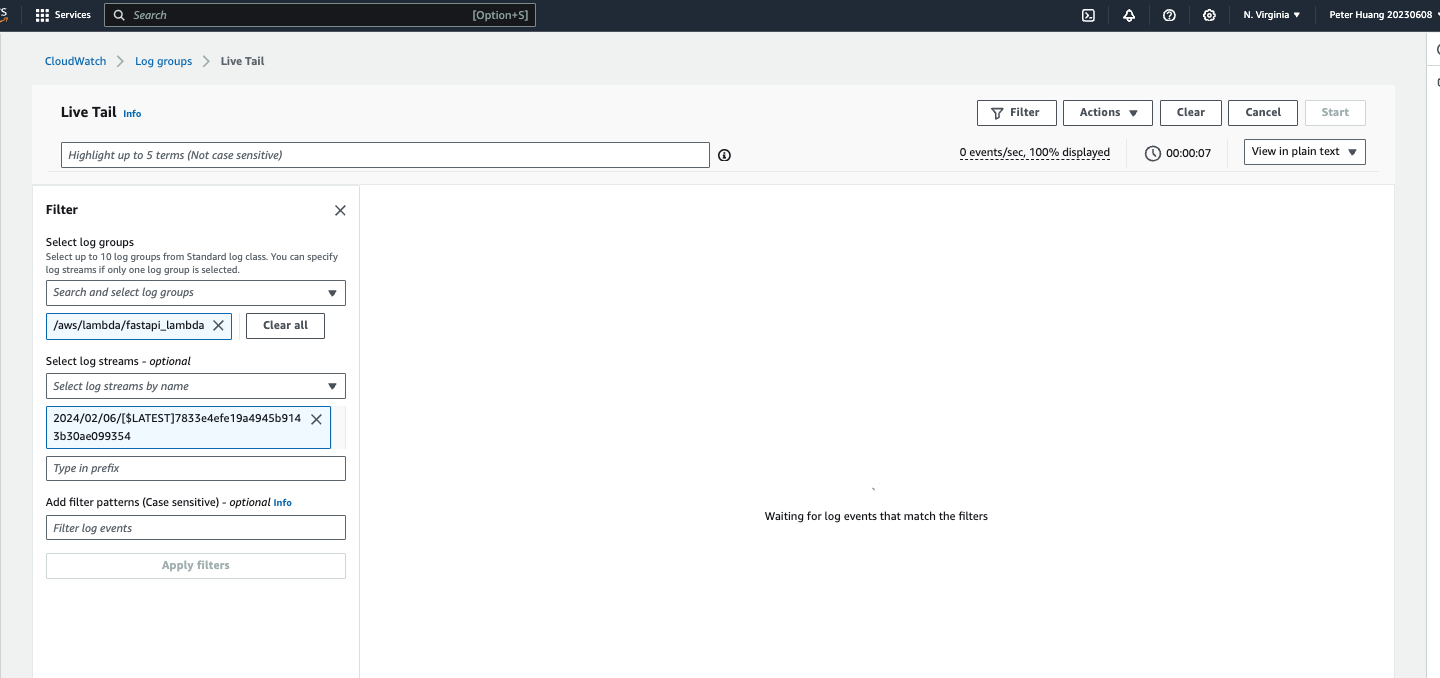 Services
Search [Option+S]
N. Virginia
Peter Huang 20230608
CloudWatch
Log groups
Live Tail
Live Tail Info
Filter
Actions
Clear
Cancel
Start
Highlight up to 5 terms (Not case sensitive)
0 events/sec, 100% displayed
00:00:07
View in plain text
Filter
Select log groups
Select up to 10 log groups from Standard log class. You can specify
log streams if only one log group is selected.
Search and select log groups
/aws/lambda/fastapi_lambda
Clear all
Select log streams - optional
Select log streams by name
2024/02/06/[$LATEST]7833e4efe19a4945b914
3b30ae099354
Type in prefix
Add filter patterns (Case sensitive) - optional Info
Filter log events
Apply filters
Waiting for log events that match the filters